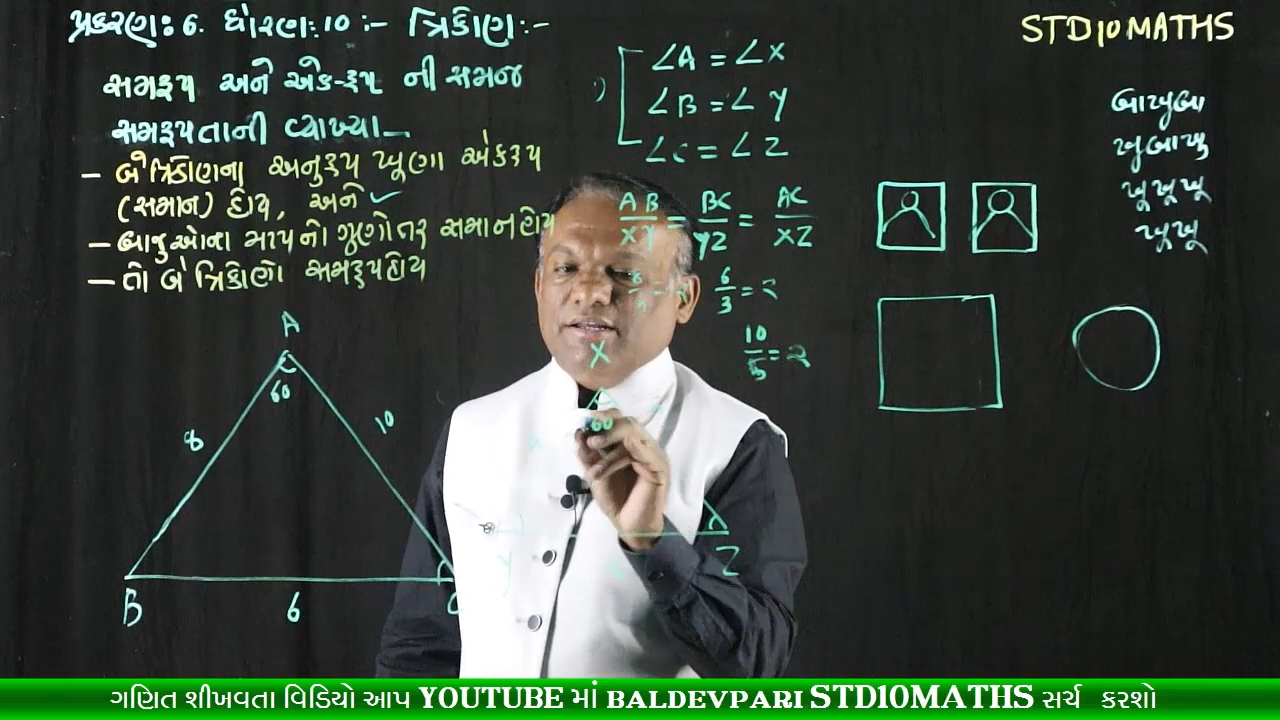 પ્રકરણઃ 6. ધોરણઃ 10 :- ત્રિકોણ :-
STD10MATHS
સમરૂપ અને એક-રૂપ ની સમજ
સમરૂપતાની વ્યાખ્યા -
- બે ત્રિકોણના અનુરૂપ ખૂણા એકરૂપ
(સમાન) હોય, અને ✓
- બાજુઓના માપનો ગુણોતર સમાન હોય
- તો બે ત્રિકોણો સમરૂપ હોય
1) ∠A = ∠X
∠B = ∠Y
∠C = ∠Z
AB/XY = BC/YZ = AC/XZ
6/3 = 2
10/5 = 2
બાખુબા
ખુબાખુ
ખૂખૂખૂ
ખૂખૂ
A
60
8
10
B
6
C
X
60
Y
Z
ગણિત શીખવતા વિડિયો આપ YOUTUBE માં BALDEVPARI STD10MATHS સર્ચ કરશો